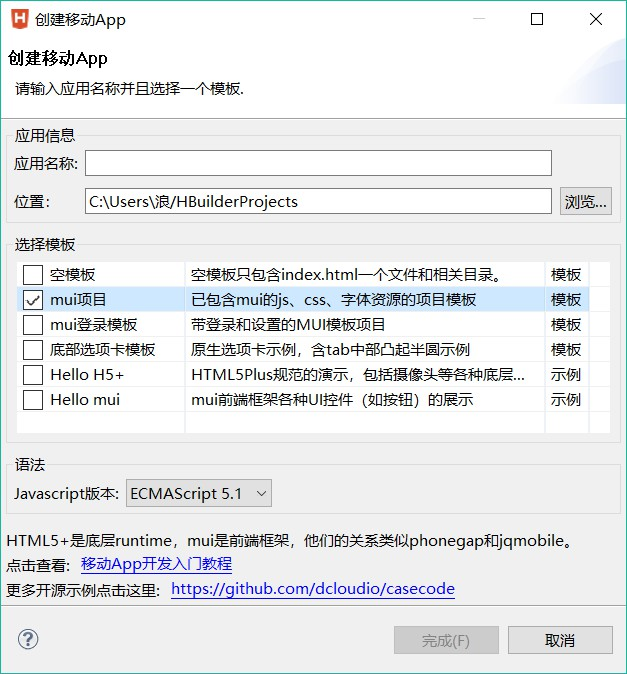 创建移动App
创建移动App
请输入应用名称并且选择一个模板.
应用信息
应用名称:
位置: C:\Users\浪/HBuilderProjects 浏览...
选择模板
空模板 空模板只包含index.html一个文件和相关目录。 模板
mui项目 已包含mui的js、css、字体资源的项目模板 模板
mui登录模板 带登录和设置的MUI模板项目 模板
底部选项卡模板 原生选项卡示例，含tab中部凸起半圆示例 模板
Hello H5+ HTML5Plus规范的演示，包括摄像头等各种底层... 示例
Hello mui mui前端框架各种UI控件（如按钮）的展示 示例
语法
Javascript版本: ECMAScript 5.1
HTML5+是底层runtime，mui是前端框架，他们的关系类似phonegap和jqmobile。
点击查看: 移动App开发入门教程
更多开源示例点击这里: https://github.com/dcloudio/casecode
? 完成(F) 取消